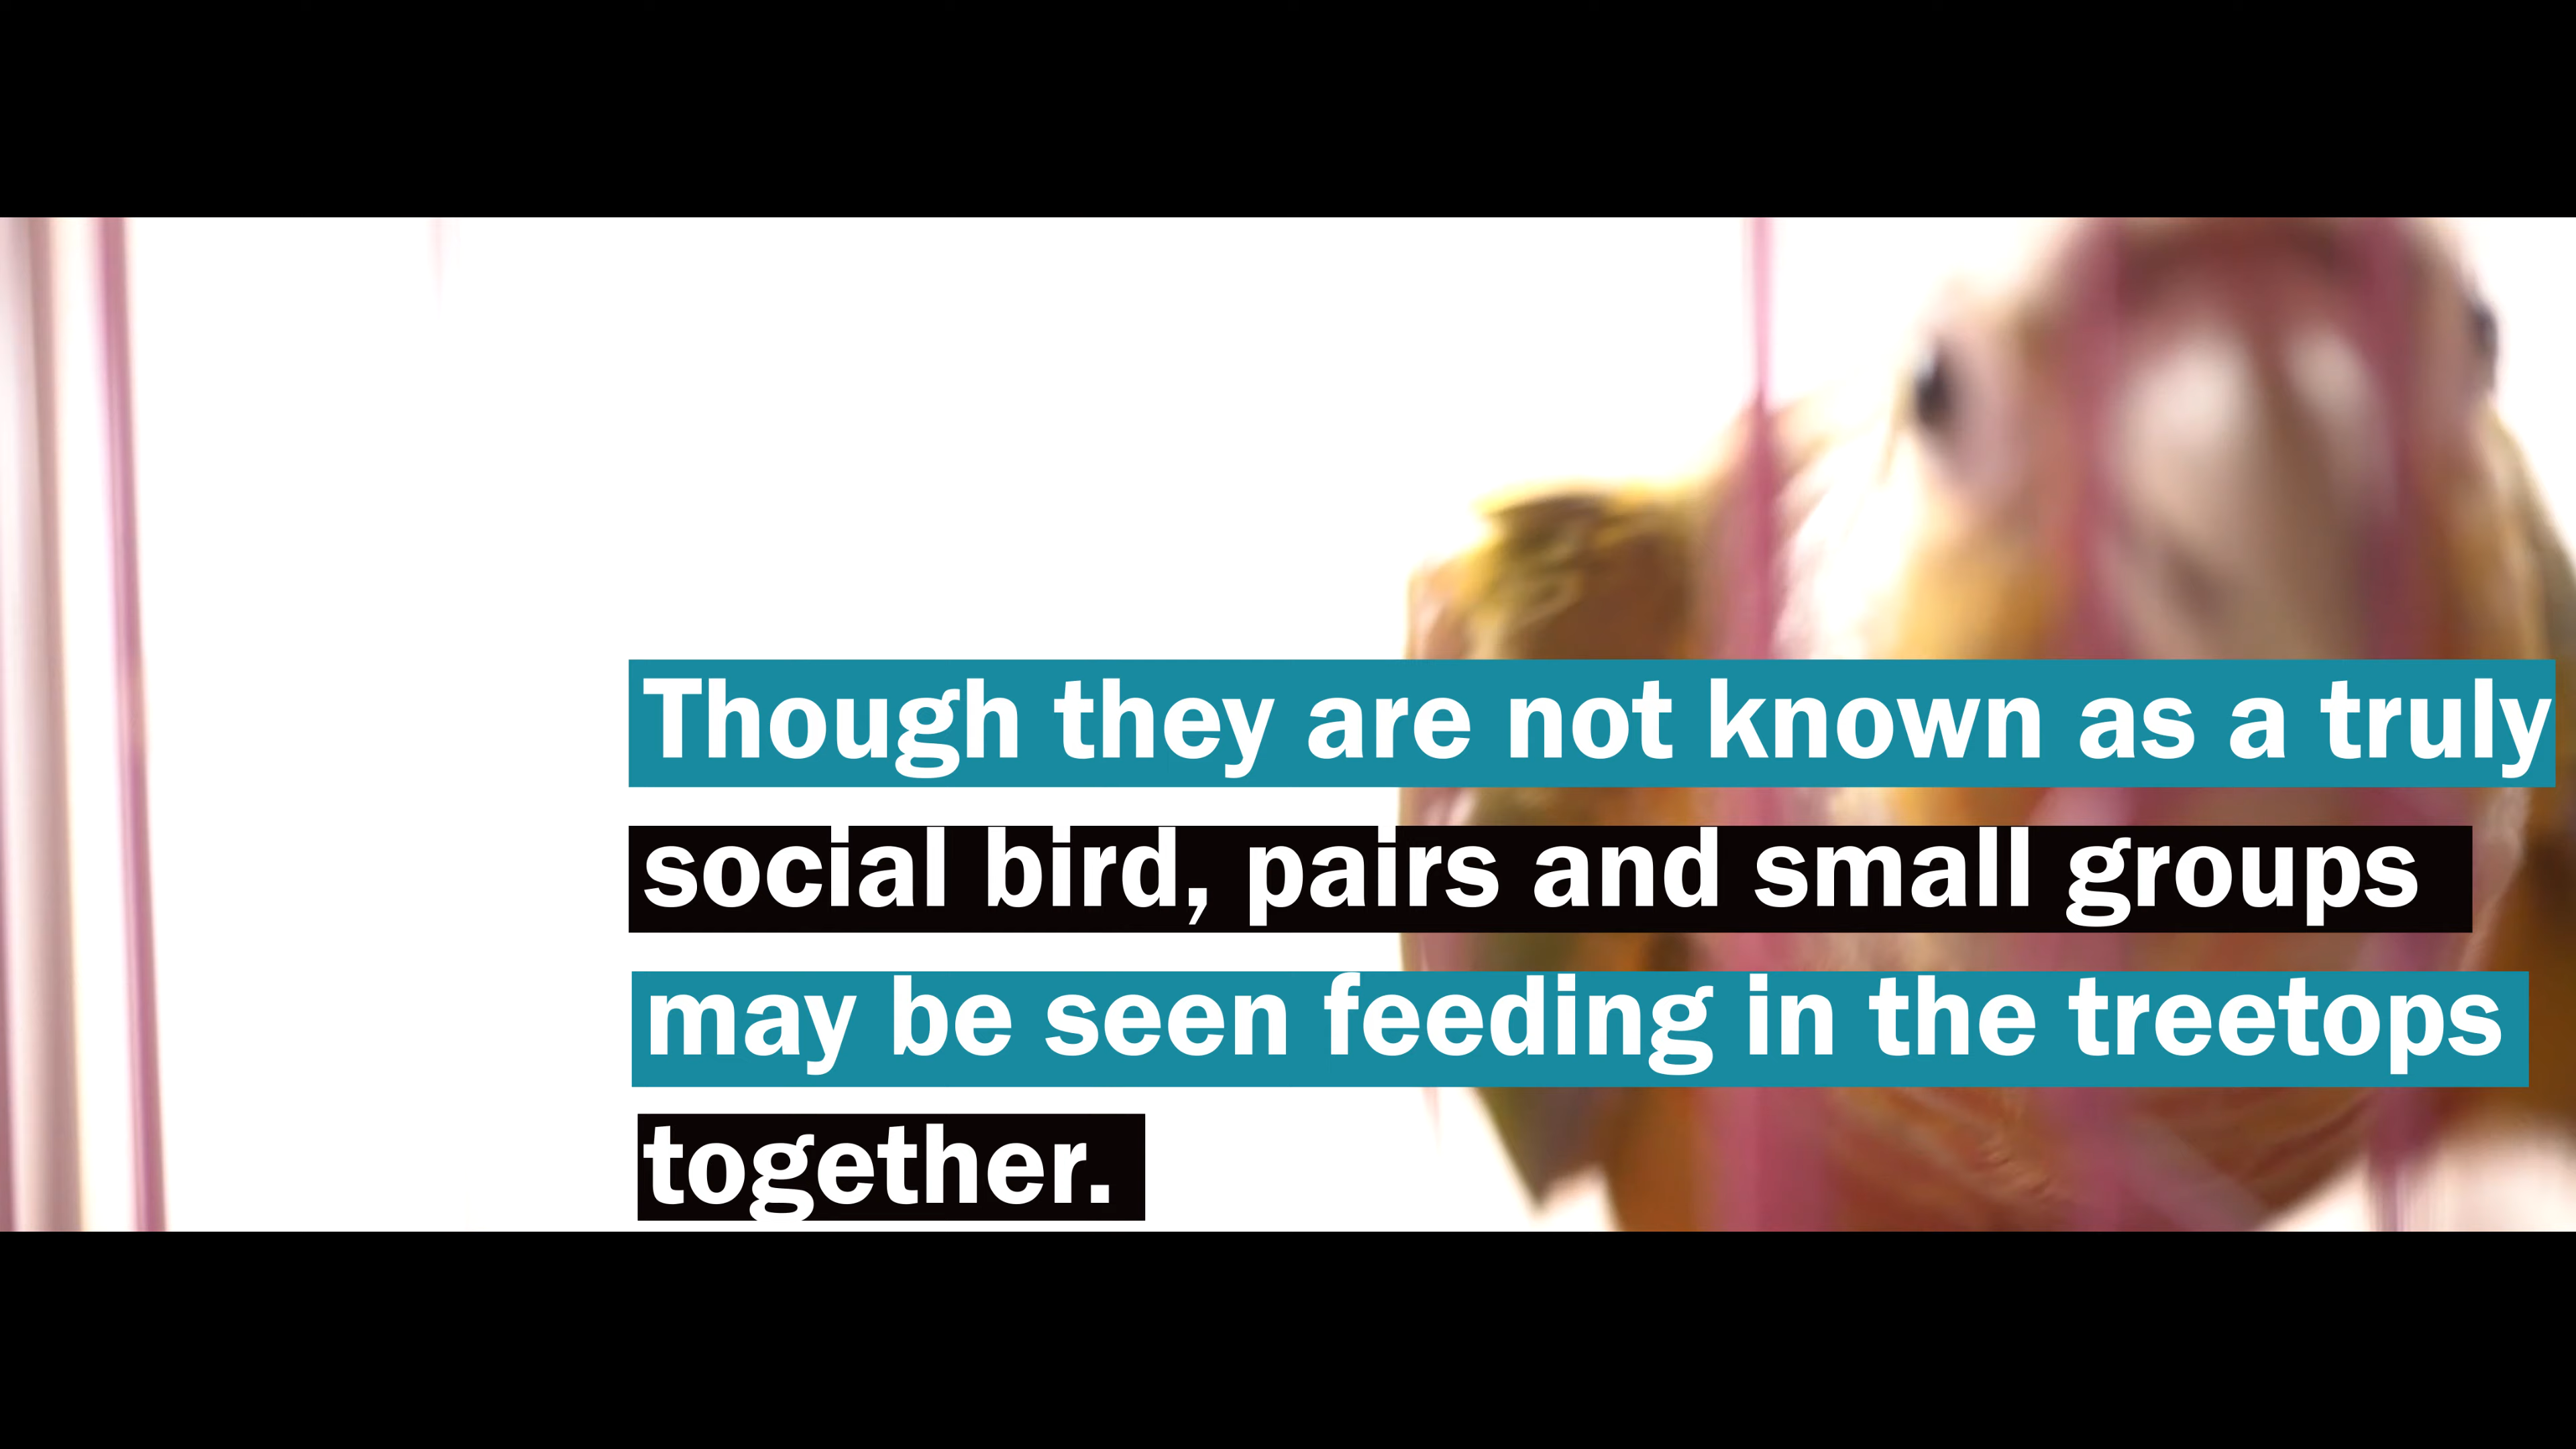 Though they are not known as a truly
social bird, pairs and small groups
may be seen feeding in the treetops
together.